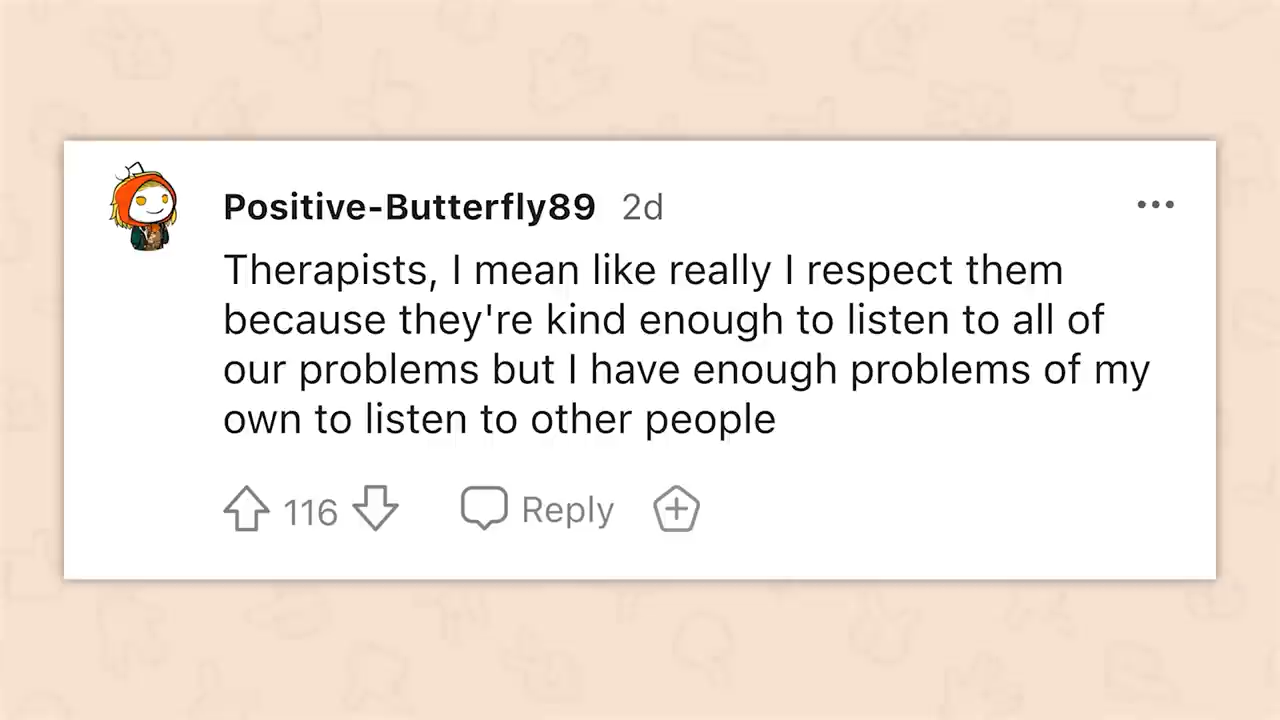 Positive-Butterfly89 2d
Therapists, I mean like really I respect them
because they're kind enough to listen to all of
our problems but I have enough problems of my
own to listen to other people
116 Reply